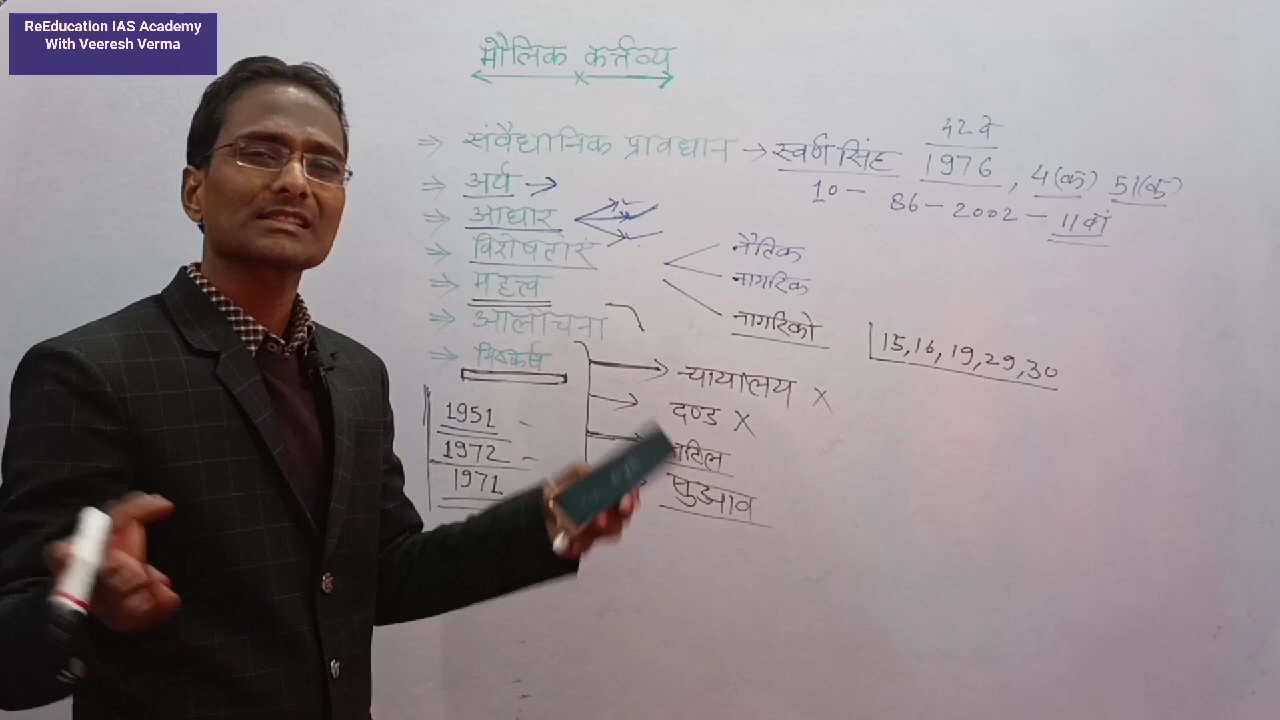 ReEducation IAS Academy
With Veeresh Verma
मौलिक कर्त्तव्य
⇒ संवैधानिक प्रावधान → स्वर्ण सिंह 42वे 1976, 4(क) 51(क)
10 - 86 - 2002 - 11वां
⇒ अर्थ →
⇒ आधार
⇒ विशेषताएं
नैतिक
नागरिक
⇒ महत्त्व
⇒ आलोचना
नागरिको
15, 16, 19, 29, 30
⇒ निष्कर्ष
न्यायालय X
1951 -
दण्ड X
1972 -
1971
सुझाव